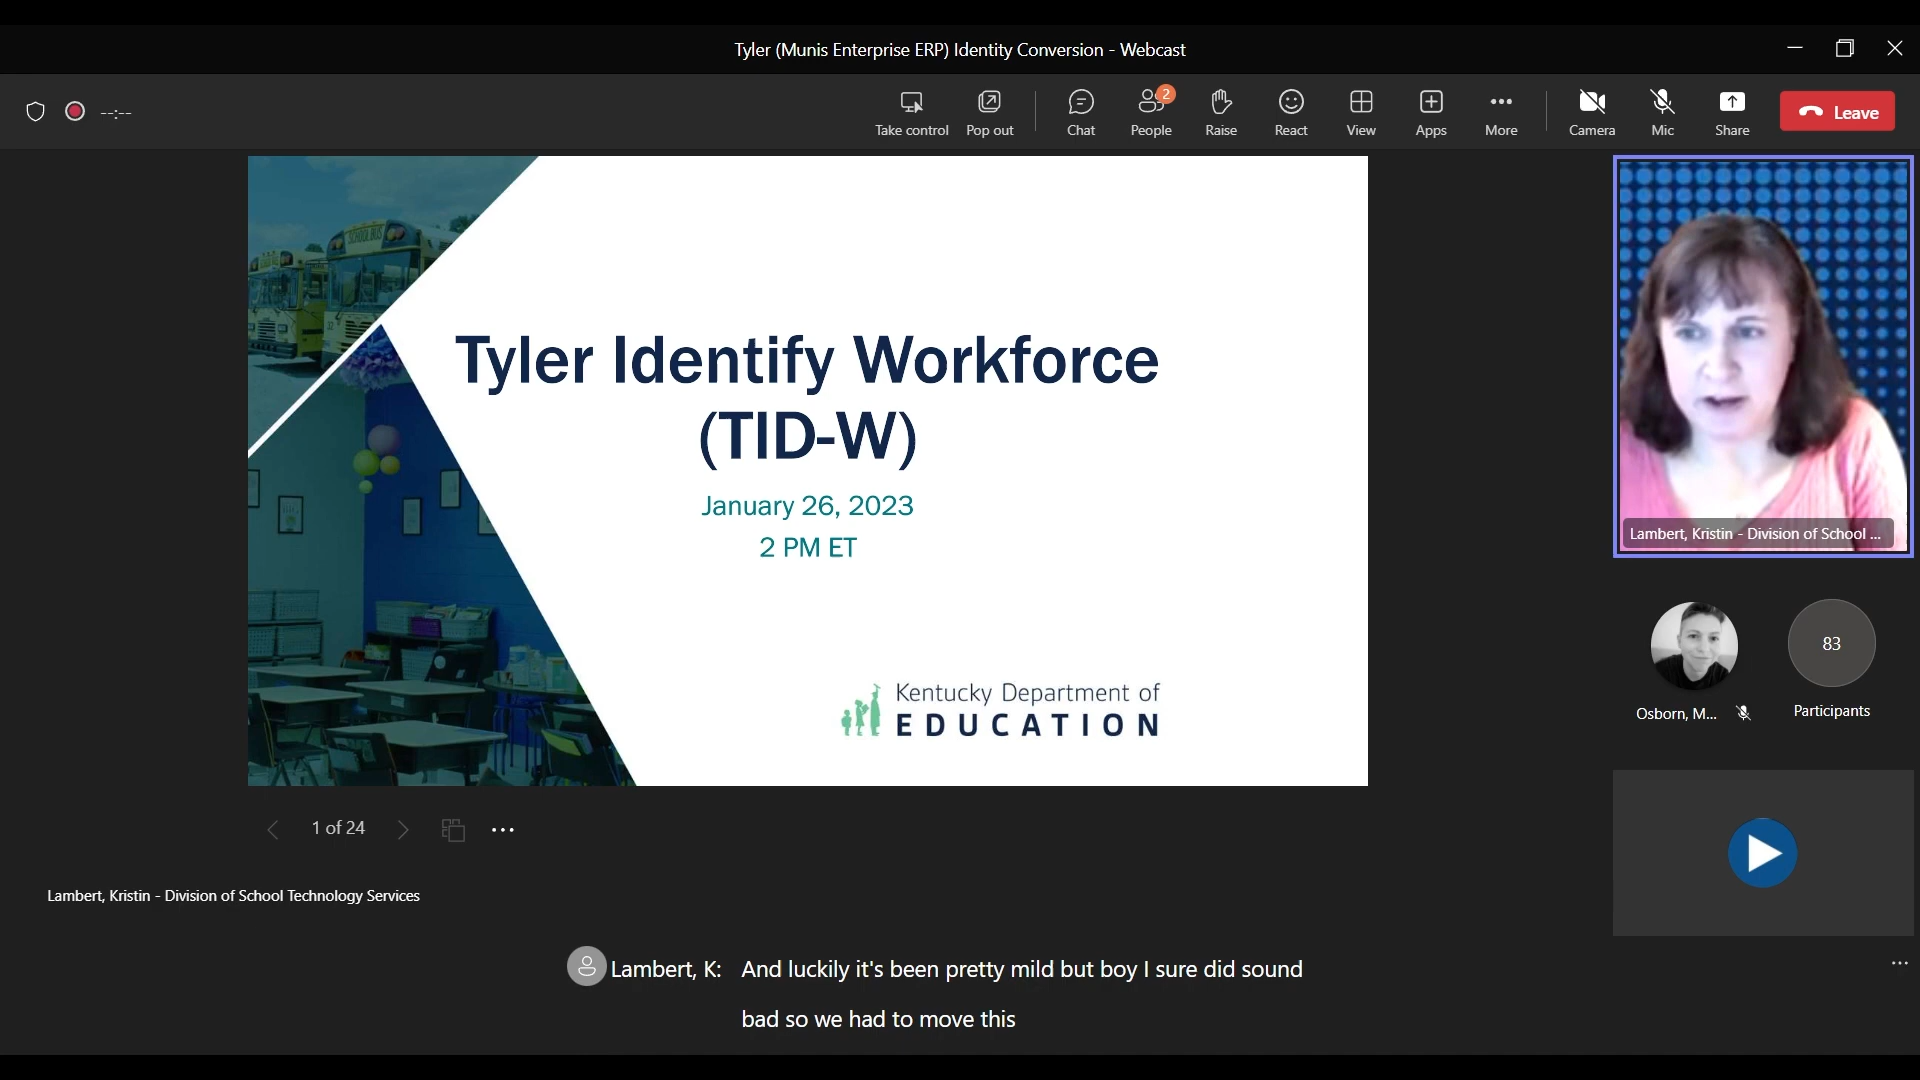 Tyler (Munis Enterprise ERP) Identity Conversion - Webcast
--:--
Take control
Pop out
Chat
2
People
Raise
React
View
Apps
More
Camera
Mic
Share
Leave
SCHOOL BUS
Tyler Identify Workforce
(TID-W)
January 26, 2023
2 PM ET
Kentucky Department of
EDUCATION
Lambert, Kristin - Division of School ...
83
Osborn, M...
Participants
1 of 24
Lambert, Kristin - Division of School Technology Services
Lambert, K: And luckily it's been pretty mild but boy I sure did sound
bad so we had to move this